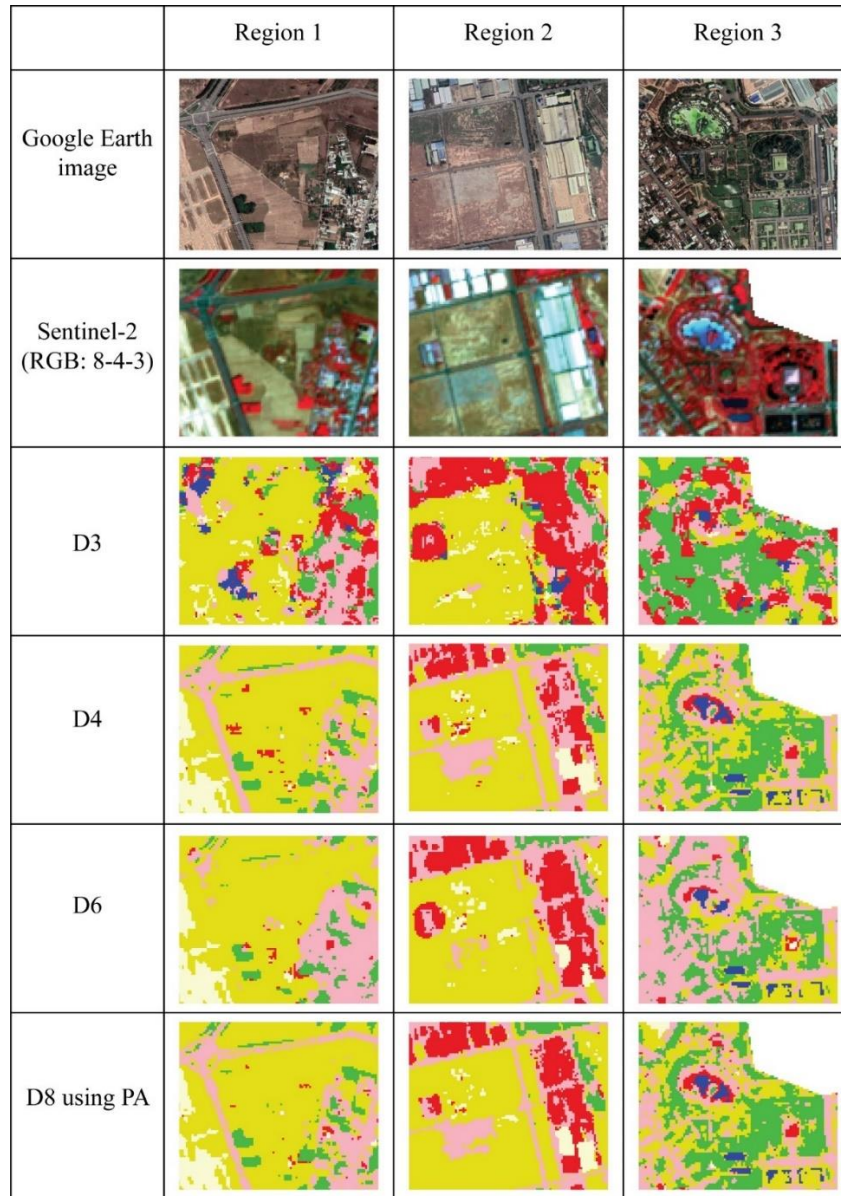 Region 1
Region 2
Region 3
Google Earth
image
Sentinel-2
(RGB: 8-4-3)
D3
D4
D6
D8 using PA